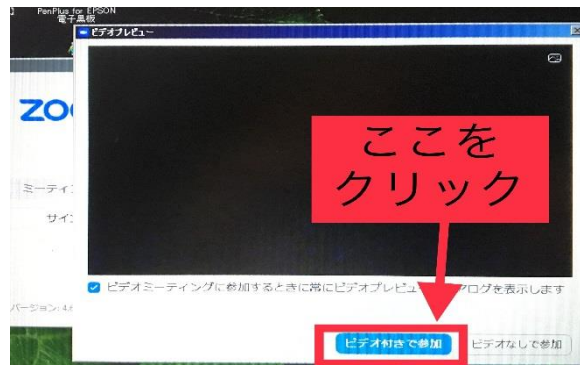 PenPlus for EPSON
電子黒板
ビデオプレビュー
ZO
ミーティ
サイ
ここを
クリック
ビデオミーティングに参加するときに常にビデオプレビュ
アログを表示します
バージョン: 4.6
ビデオ付きで参加
ビデオなしで参加